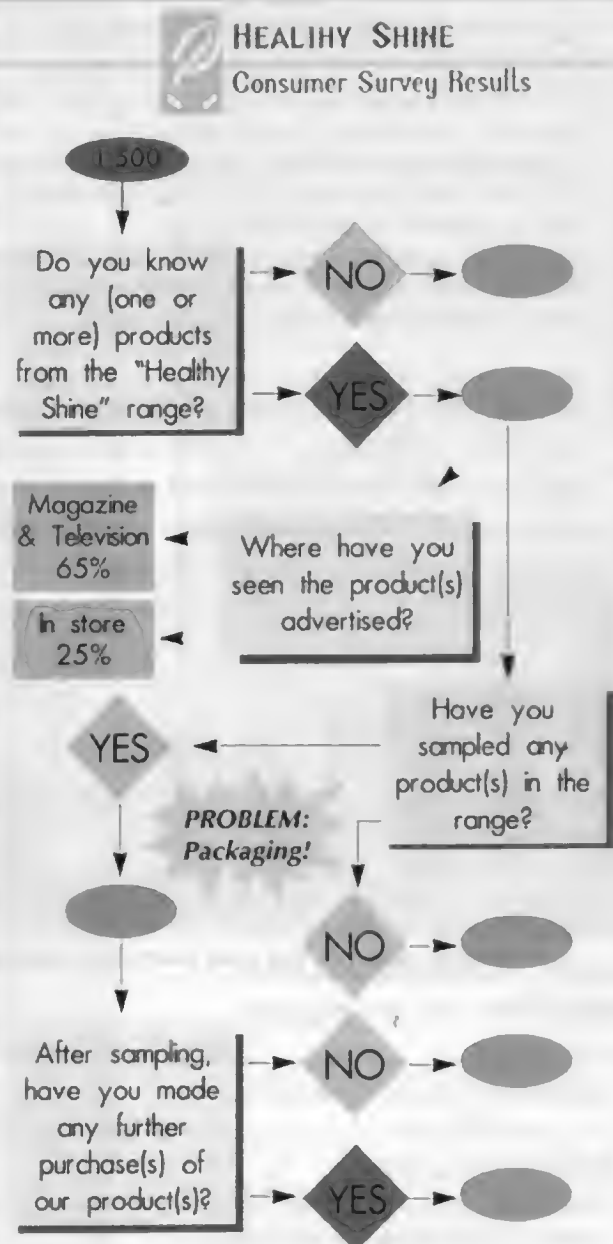 HEALTHY SHINE
Consumer Survey Results
1:500
Do you know
any (one or
more) products
from the "Healthy
Shine" range?
NO
YES
Magazine
& Television
65%
In store
25%
Where have you
seen the product(s)
advertised?
Have you
sampled any
product(s) in the
range?
YES
PROBLEM:
Packaging!
NO
After sampling,
have you made
any further
purchase(s) of
our product(s)?
NO
YES